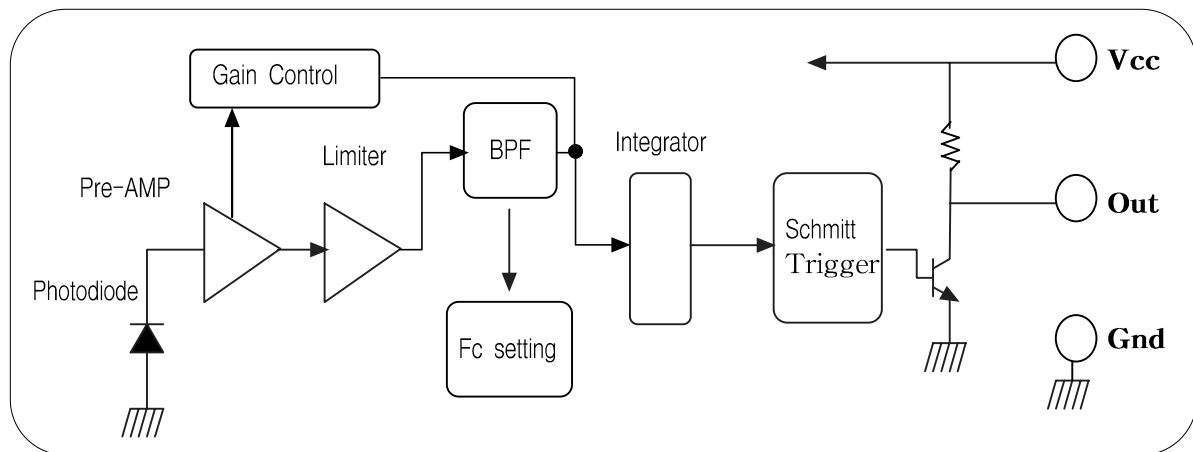 Gain Control
Vcc
Pre-AMP
Limiter
BPF
Integrator
Photodiode
Schmitt
Trigger
Out
Fc setting
Gnd